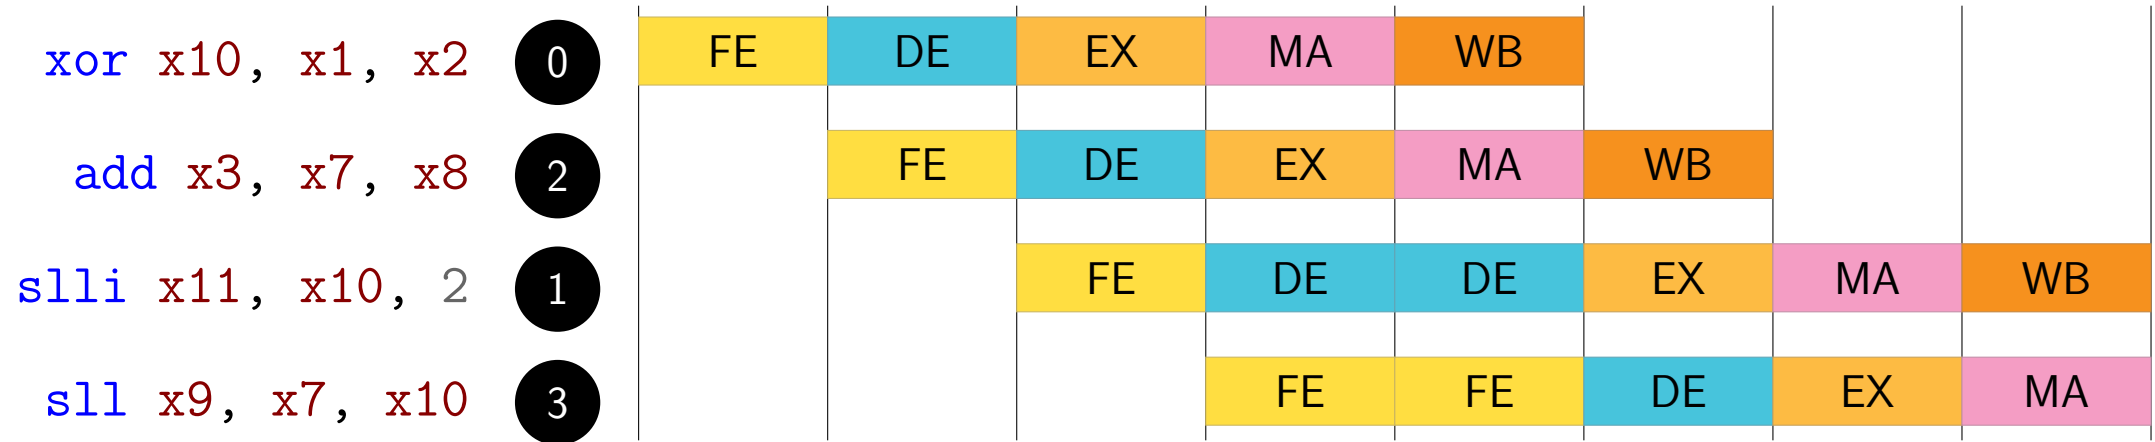 xor x10, x1, x2 0 FE DE EX MA WB
add x3, x7, x8 2 FE DE EX MA WB
slli x11, x10, 2 1 FE DE DE EX MA WB
sll x9, x7, x10 3 FE FE DE EX MA